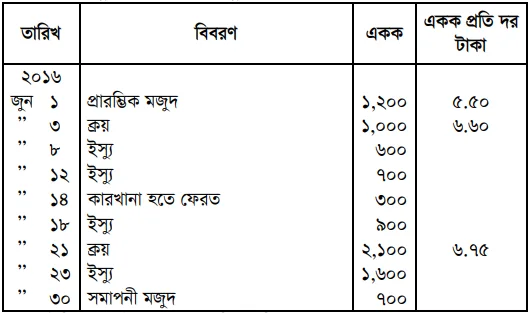 তারিখ বিবরণ একক একক প্রতি দর টাকা
২০১৬
জুন ১ প্রারম্ভিক মজুদ ১,২০০ ৫.৫০
” ৩ ক্রয় ১,০০০ ৬.৬০
” ৮ ইস্যু ৬০০
” ১২ ইস্যু ৭০০
” ১৪ কারখানা হতে ফেরত ৩০০
” ১৮ ইস্যু ৯০০
” ২১ ক্রয় ২,১০০ ৬.৭৫
” ২৩ ইস্যু ১,৬০০
” ৩০ সমাপনী মজুদ ৭০০